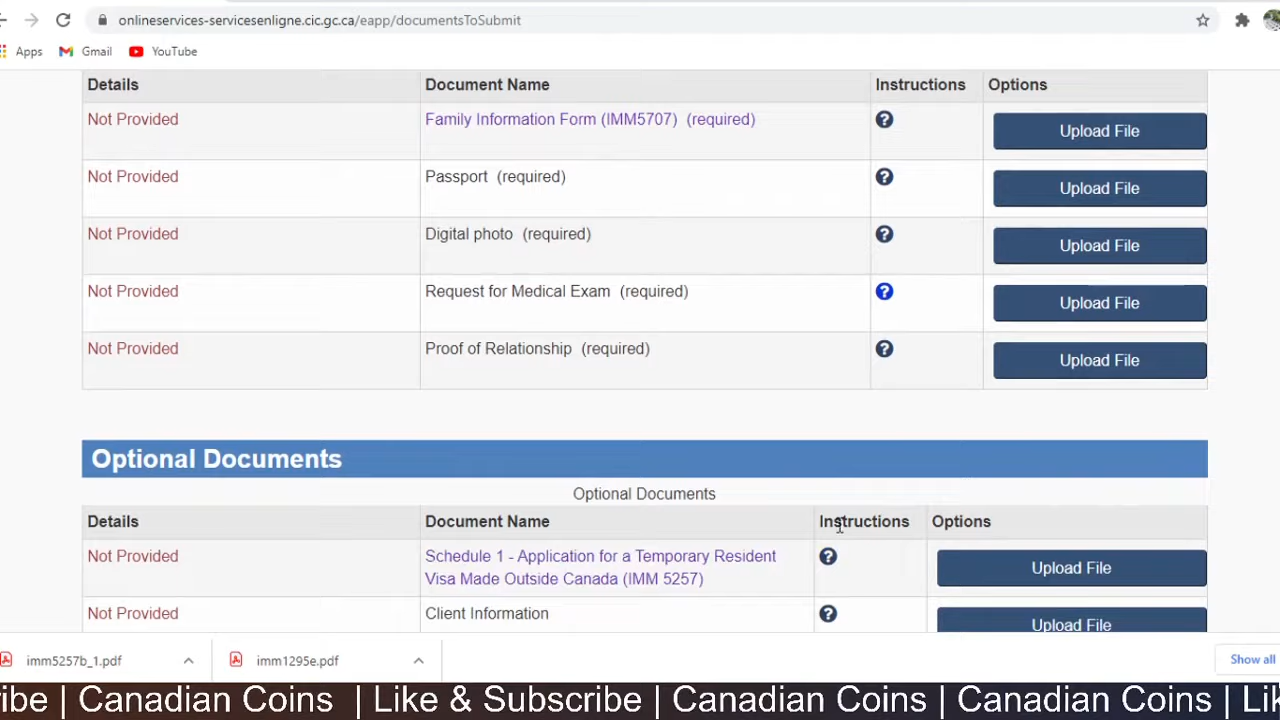 onlineservices-servicesenligne.cic.gc.ca/eapp/documentsToSubmit
Apps Gmail YouTube
Details Document Name Instructions Options
Not Provided Family Information Form (IMM5707) (required) ? Upload File
Not Provided Passport (required) ? Upload File
Not Provided Digital photo (required) ? Upload File
Not Provided Request for Medical Exam (required) ? Upload File
Not Provided Proof of Relationship (required) ? Upload File
Optional Documents
Optional Documents
Details Document Name Instructions Options
Not Provided Schedule 1 - Application for a Temporary Resident ? Upload File
Visa Made Outside Canada (IMM 5257)
Not Provided Client Information ? Upload File
imm5257b_1.pdf imm1295e.pdf Show all
ribe | Canadian Coins | Like & Subscribe | Canadian Coins | Canadian Coins | Lik